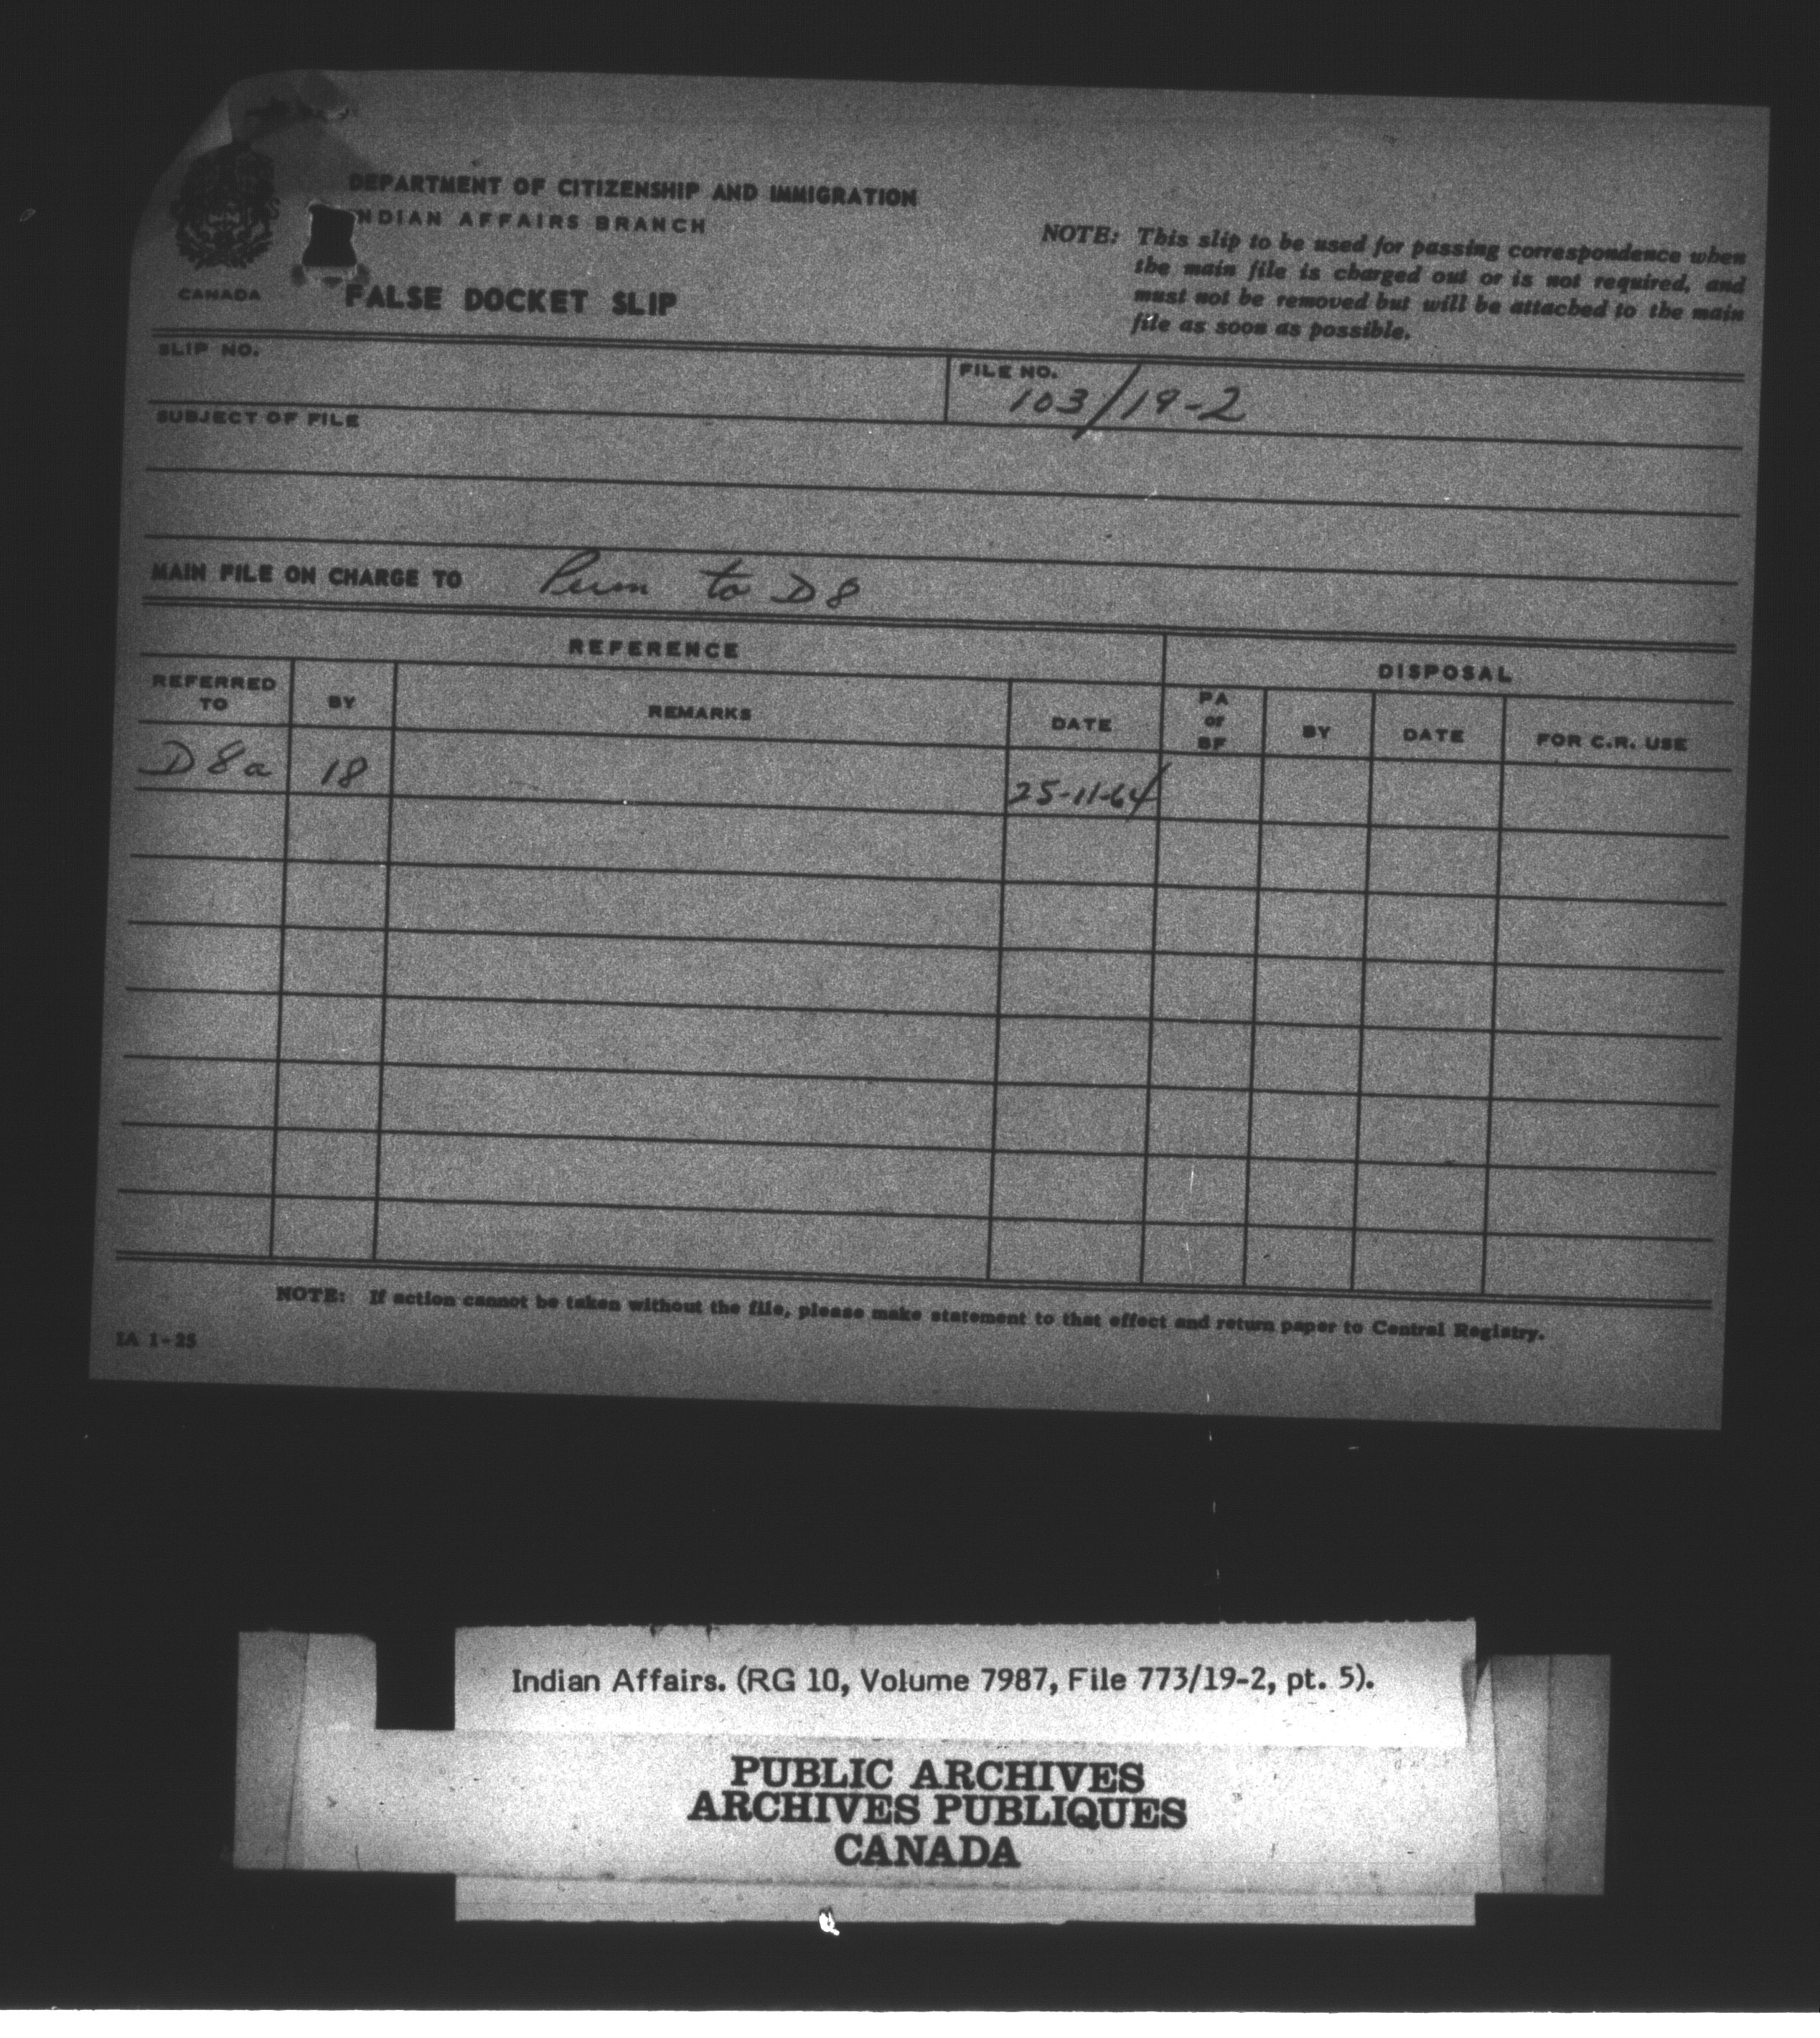 DEPARTMENT OF CITIZENSHIP AND IMMIGRATION
INDIAN AFFAIRS BRANCH
CANADA
FALSE DOCKET SLIP
NOTE: This slip to be used for passing correspondence when
the main file is charged out or is not required, and
must not be removed but will be attached to the main
file as soon as possible.
SLIP NO.
FILE NO.
103/19-2
SUBJECT OF FILE
MAIN FILE ON CHARGE TO Perm to D8
REFERENCE
DISPOSAL
REFERRED
TO
BY
REMARKS
DATE
PA
or
BF
BY
DATE
FOR C.R. USE
D8a 18 25-11-64
NOTE: If action cannot be taken without the file, please make statement to that effect and return paper to Central Registry.
IA 1-25
Indian Affairs. (RG 10, Volume 7987, File 773/19-2, pt. 5).
PUBLIC ARCHIVES
ARCHIVES PUBLIQUES
CANADA